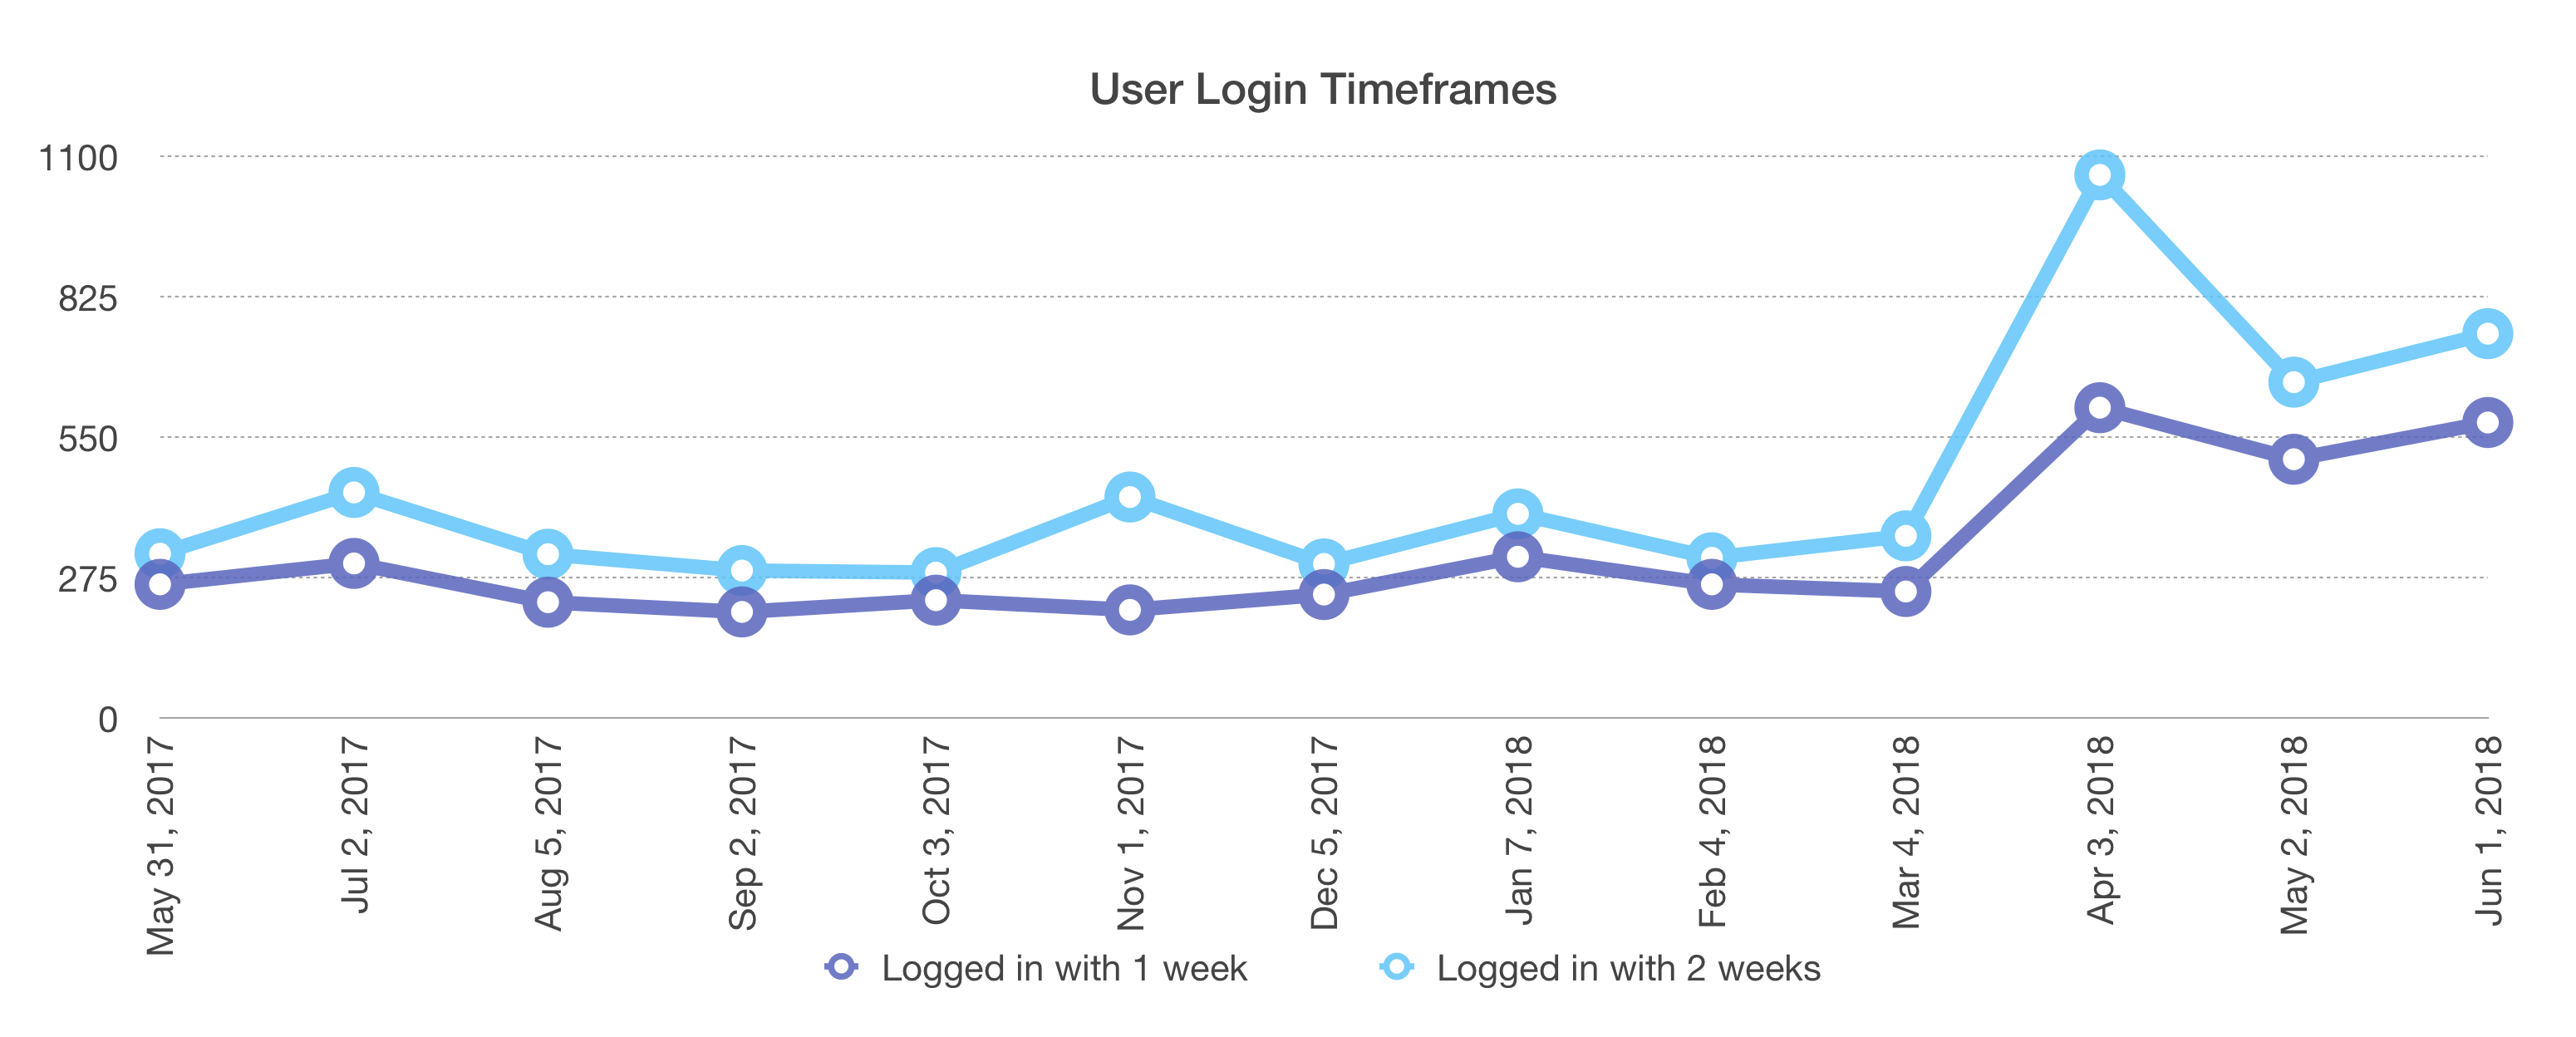 User Login Timeframes
1100
825
550
275
0
May 31, 2017
Jul 2, 2017
Aug 5, 2017
Sep 2, 2017
Oct 3, 2017
Nov 1, 2017
Dec 5, 2017
Jan 7, 2018
Feb 4, 2018
Mar 4, 2018
Apr 3, 2018
May 2, 2018
Jun 1, 2018
Logged in with 1 week
Logged in with 2 weeks